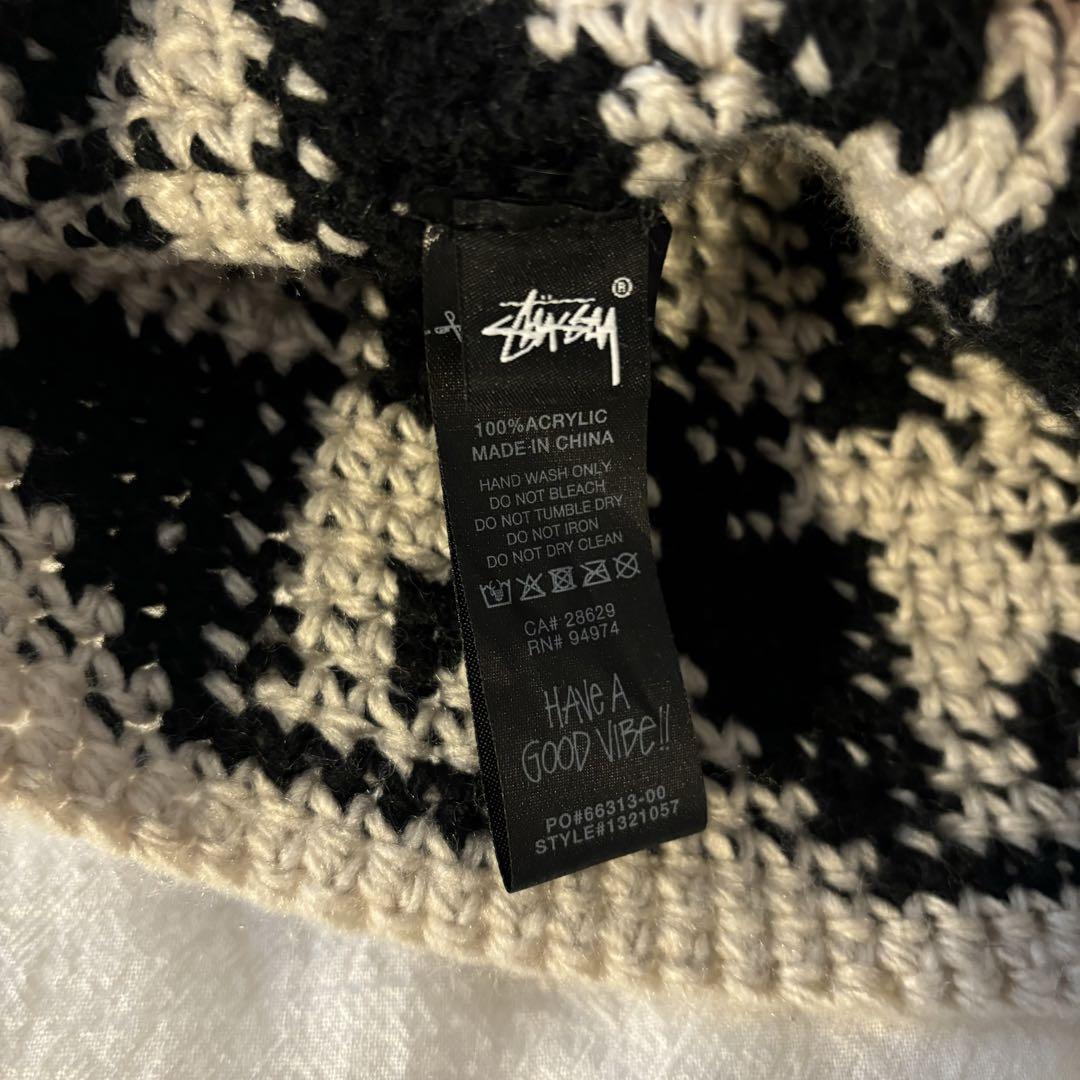 Stüssy ®
100%ACRYLIC
MADE-IN CHINA
HAND WASH ONLY
DO NOT BLEACH
DO NOT TUMBLE DRY
DO NOT IRON
DO NOT DRY CLEAN
CA# 28629
RN# 94974
HAVE A
GOOD VIBE!!
PO#66313-00
STYLE#1321057